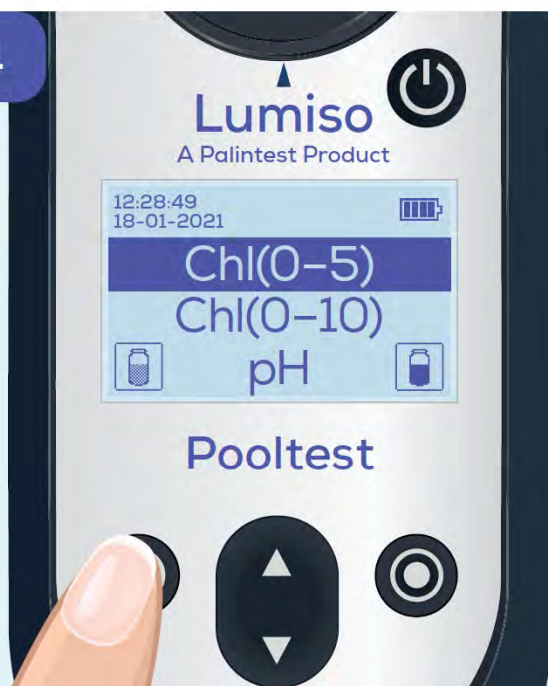 Lumiso
A Palintest Product
12:28:49
18-01-2021
Chl(0–5)
Chl(0–10)
pH
Pooltest